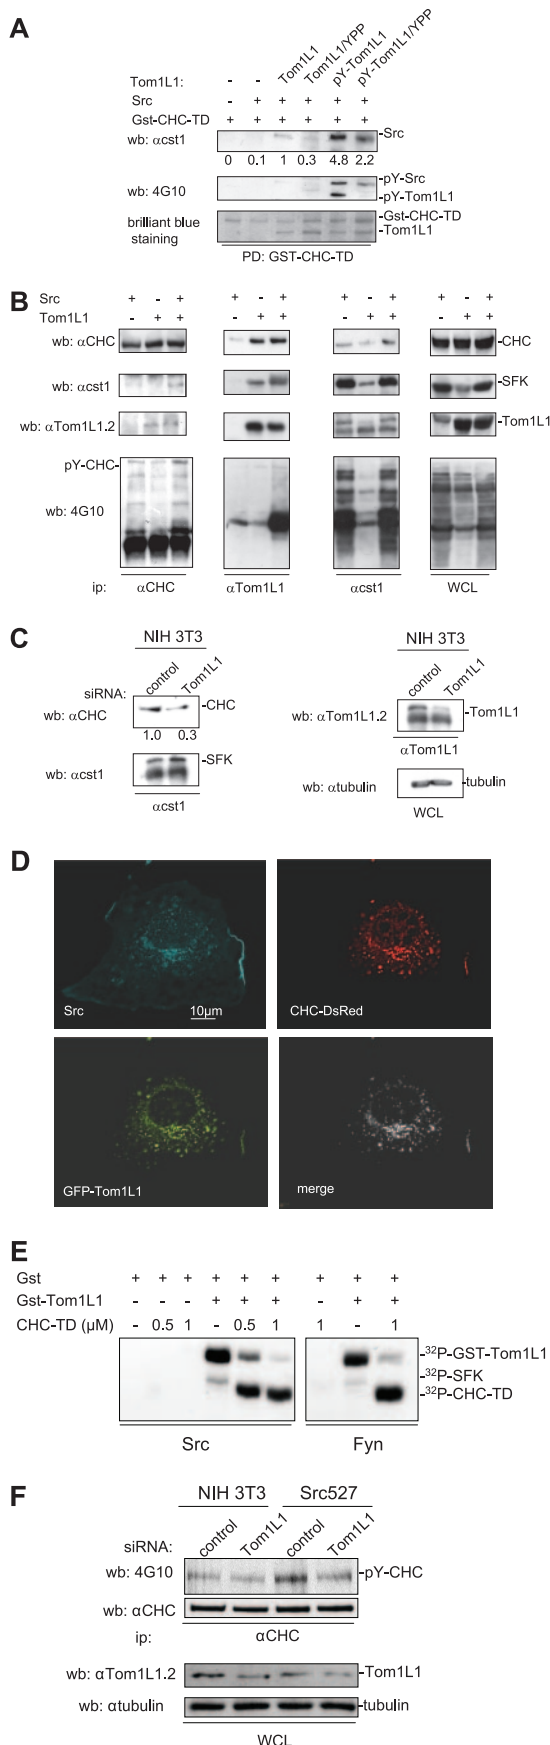 A
Tom1L1: - - Tom1L1 Tom1L1/YPP pY-Tom1L1 pY-Tom1L1/YPP
Src - + + + + +
Gst-CHC-TD + + + + + +
wb: αcst1 -Src
0 0.1 1 0.3 4.8 2.2
wb: 4G10 -pY-Src
-pY-Tom1L1
brilliant blue staining -Gst-CHC-TD
-Tom1L1
PD: GST-CHC-TD
B
Src + - + + - + + - + + - +
Tom1L1 - + + - + + - + + - + +
wb: αCHC -CHC
wb: αcst1 -SFK
wb: αTom1L1.2 -Tom1L1
pY-CHC-
wb: 4G10
ip: αCHC αTom1L1 αcst1 WCL
C
NIH 3T3 NIH 3T3
siRNA: control Tom1L1 control Tom1L1
wb: αCHC -CHC
1.0 0.3
wb: αcst1 -SFK
αcst1
wb: αTom1L1.2 -Tom1L1
αTom1L1
wb: αtubulin -tubulin
WCL
D
Src 10µm
CHC-DsRed
GFP-Tom1L1
merge
E
Gst + + + + + + + + +
Gst-Tom1L1 - - - + + + - + +
CHC-TD (µM) - 0.5 1 - 0.5 1 1 - 1
-³²P-GST-Tom1L1
-³²P-SFK
-³²P-CHC-TD
Src Fyn
F
NIH 3T3 Src527
siRNA: control Tom1L1 control Tom1L1
wb: 4G10 -pY-CHC
wb: αCHC
ip: αCHC
wb: αTom1L1.2 -Tom1L1
wb: αtubulin -tubulin
WCL